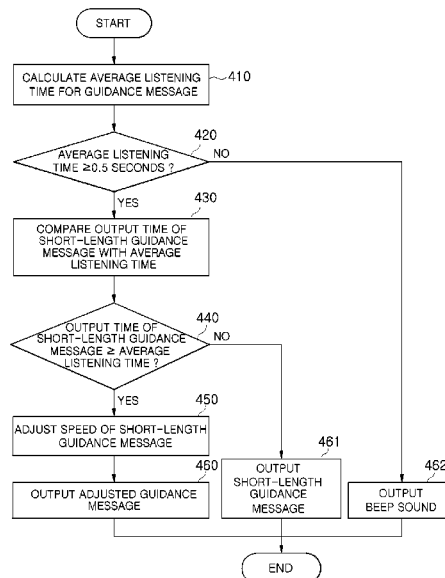 START
CALCULATE AVERAGE LISTENING
TIME FOR GUIDANCE MESSAGE
410
420
AVERAGE LISTENING
TIME ≥0.5 SECONDS ?
NO
YES
430
COMPARE OUTPUT TIME OF
SHORT-LENGTH GUIDANCE
MESSAGE WITH AVERAGE
LISTENING TIME
440
OUTPUT TIME OF
SHORT-LENGTH GUIDANCE
MESSAGE ≥ AVERAGE
LISTENING TIME ?
NO
YES
450
ADJUST SPEED OF SHORT-LENGTH
GUIDANCE MESSAGE
460
OUTPUT ADJUSTED GUIDANCE
MESSAGE
461
OUTPUT
SHORT-LENGTH
GUIDANCE
MESSAGE
462
OUTPUT
BEEP SOUND
END